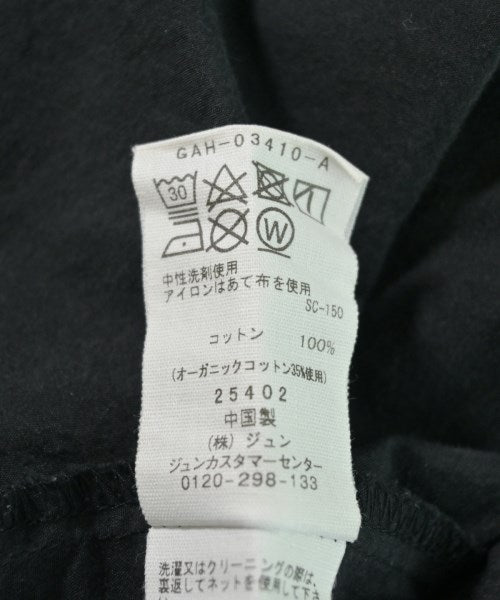 GAH-03410-A
30
W
中性洗剤使用
アイロンはあて布を使用
SC-150
コットン 100%
(オーガニックコットン35%使用)
25402
中国製
(株) ジュン
ジュンカスタマーセンター
0120-298-133
洗濯又はクリーニングの際は、
裏返してネットを使用して下さ